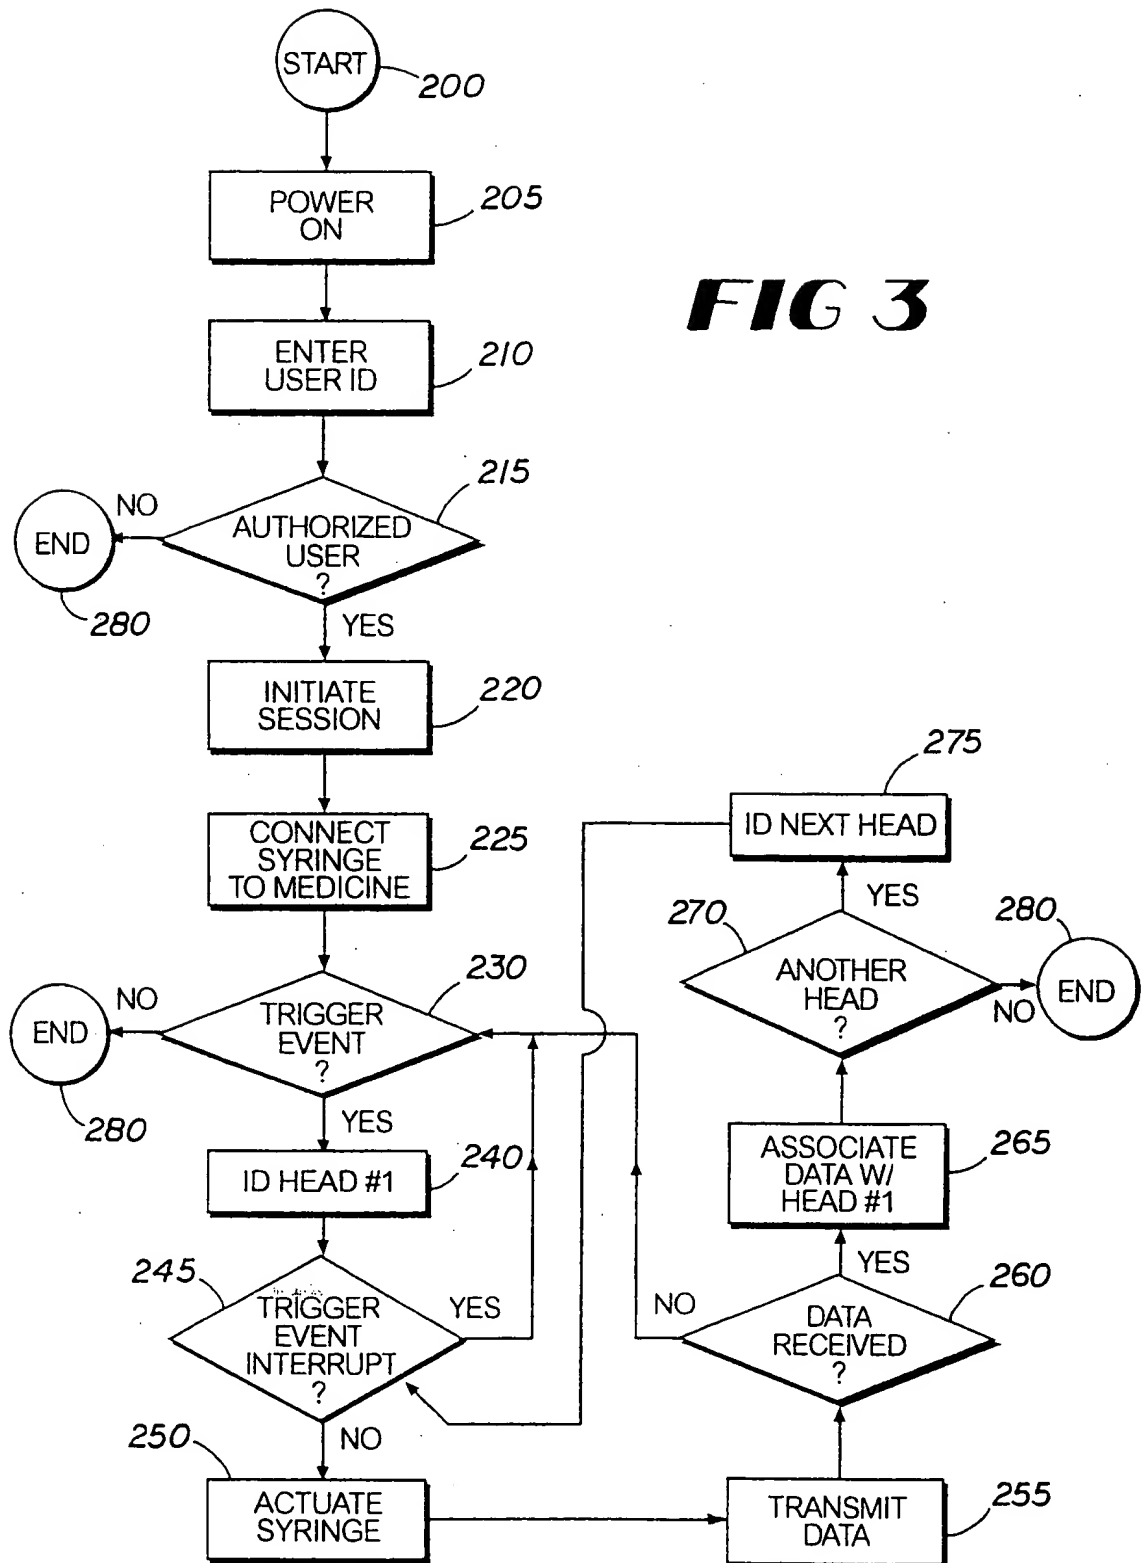 START
200
POWER
ON
205
FIG 3
ENTER
USER ID
210
AUTHORIZED
USER
?
215
NO
END
280
YES
INITIATE
SESSION
220
CONNECT
SYRINGE
TO MEDICINE
225
TRIGGER
EVENT
?
230
NO
END
280
YES
ID HEAD #1
240
TRIGGER
EVENT
INTERRUPT
?
245
YES
NO
ACTUATE
SYRINGE
250
TRANSMIT
DATA
255
DATA
RECEIVED
?
260
NO
YES
ASSOCIATE
DATA W/
HEAD #1
265
ANOTHER
HEAD
?
270
YES
NO
END
280
ID NEXT HEAD
275